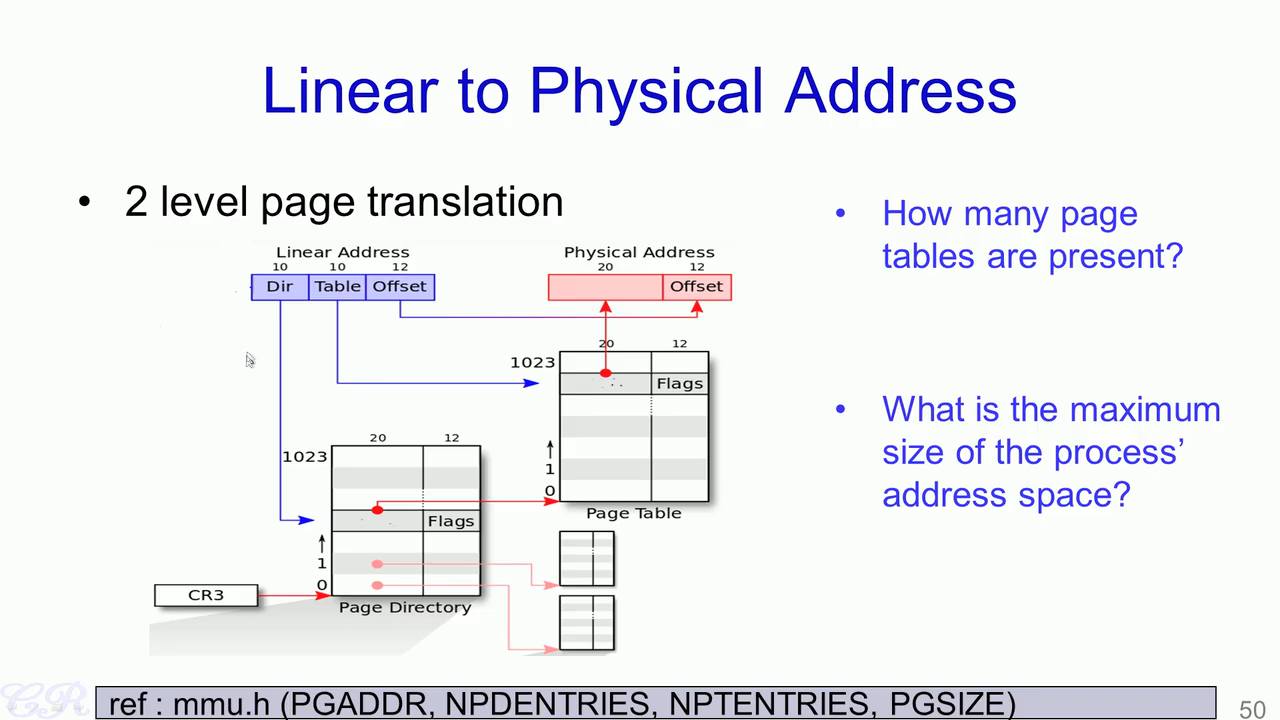 Linear to Physical Address
• 2 level page translation
Linear Address
10 10 12
Dir Table Offset
Physical Address
20 12
Offset
20 12
1023
Flags
1
0
Page Table
20 12
1023
Flags
1
0
Page Directory
CR3
• How many page
tables are present?
• What is the maximum
size of the process’
address space?
ref : mmu.h (PGADDR, NPDENTRIES, NPTENTRIES, PGSIZE)
CR
50